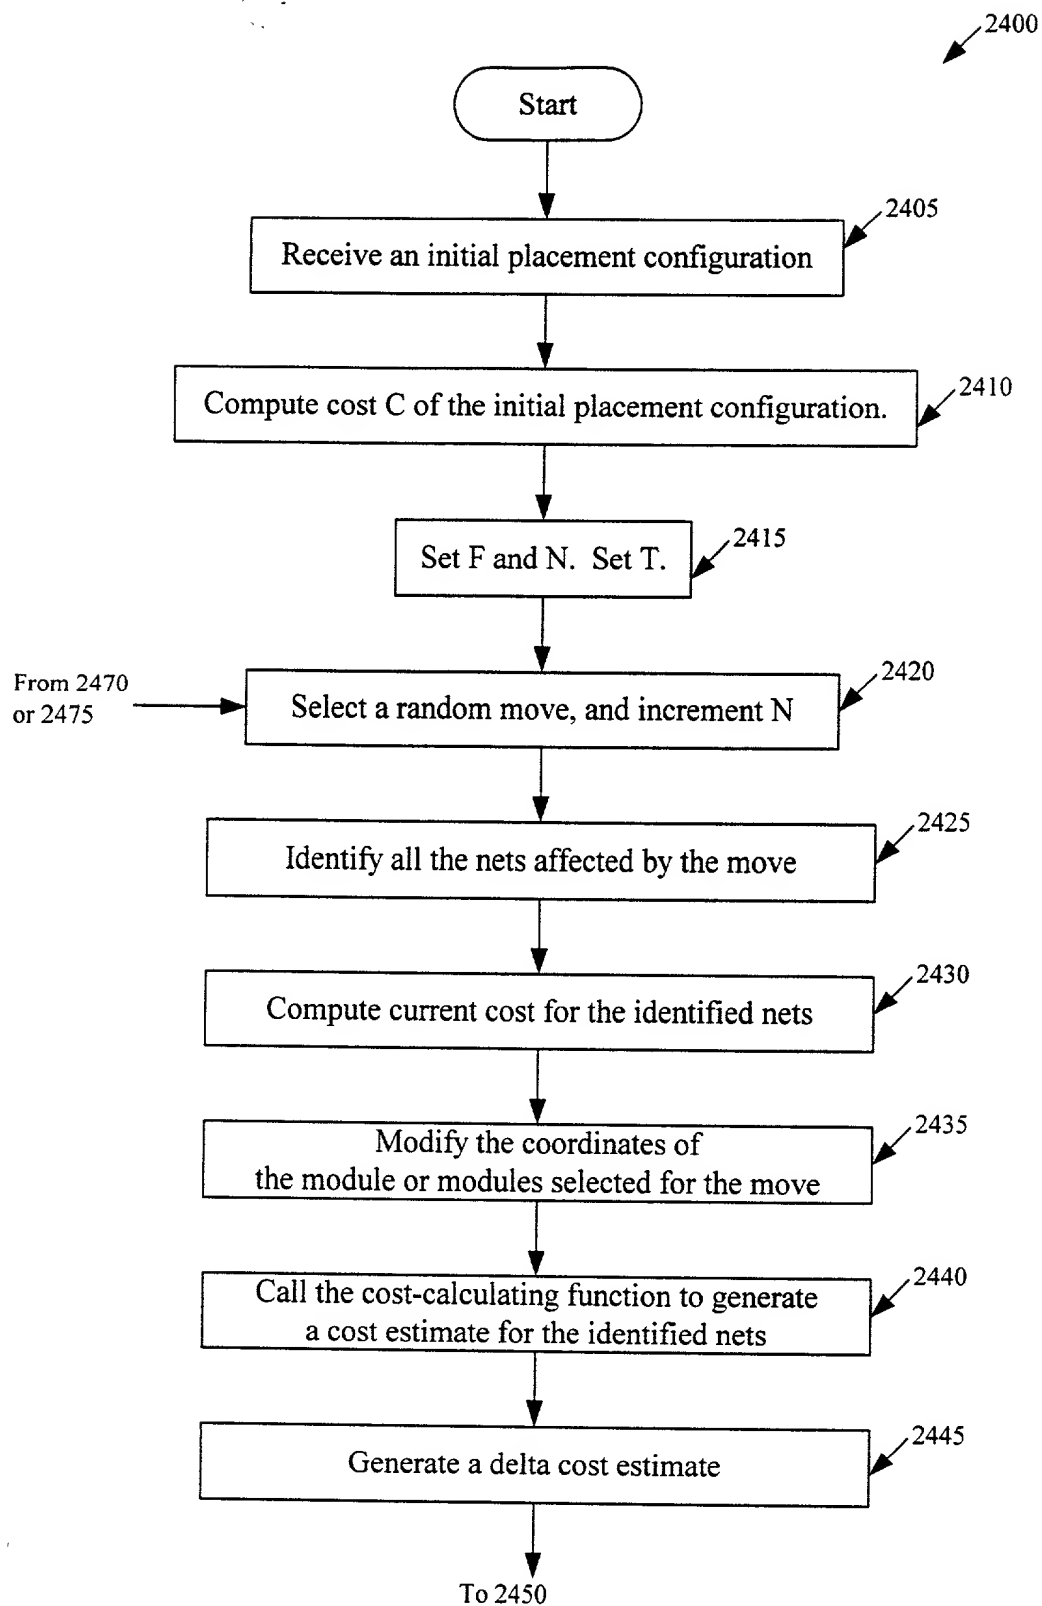 2400
Start
2405
Receive an initial placement configuration
2410
Compute cost C of the initial placement configuration.
2415
Set F and N. Set T.
2420
From 2470
or 2475
Select a random move, and increment N
2425
Identify all the nets affected by the move
2430
Compute current cost for the identified nets
2435
Modify the coordinates of
the module or modules selected for the move
2440
Call the cost-calculating function to generate
a cost estimate for the identified nets
2445
Generate a delta cost estimate
To 2450